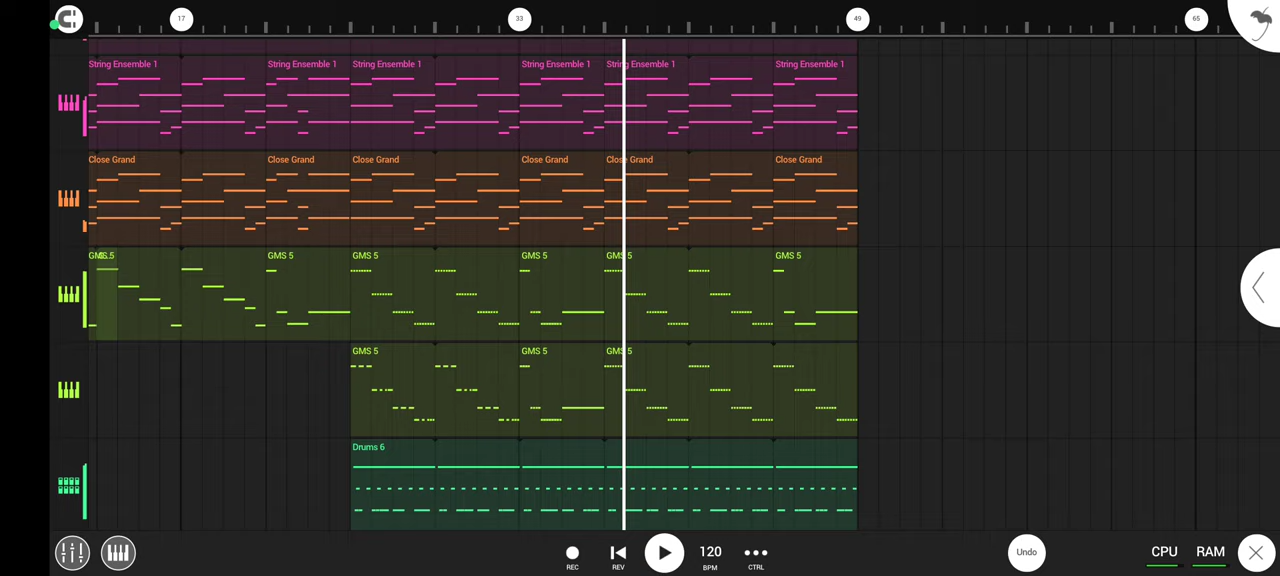 17 33 49 65
String Ensemble 1 String Ensemble 1 String Ensemble 1 String Ensemble 1 String Ensemble 1 String Ensemble 1
Close Grand Close Grand Close Grand Close Grand Close Grand Close Grand
GMS 5 GMS 5 GMS 5 GMS 5 GMS 5
GMS 5 GMS 5 GMS 5
Drums 6
120 Undo CPU RAM
REC REV BPM CTRL